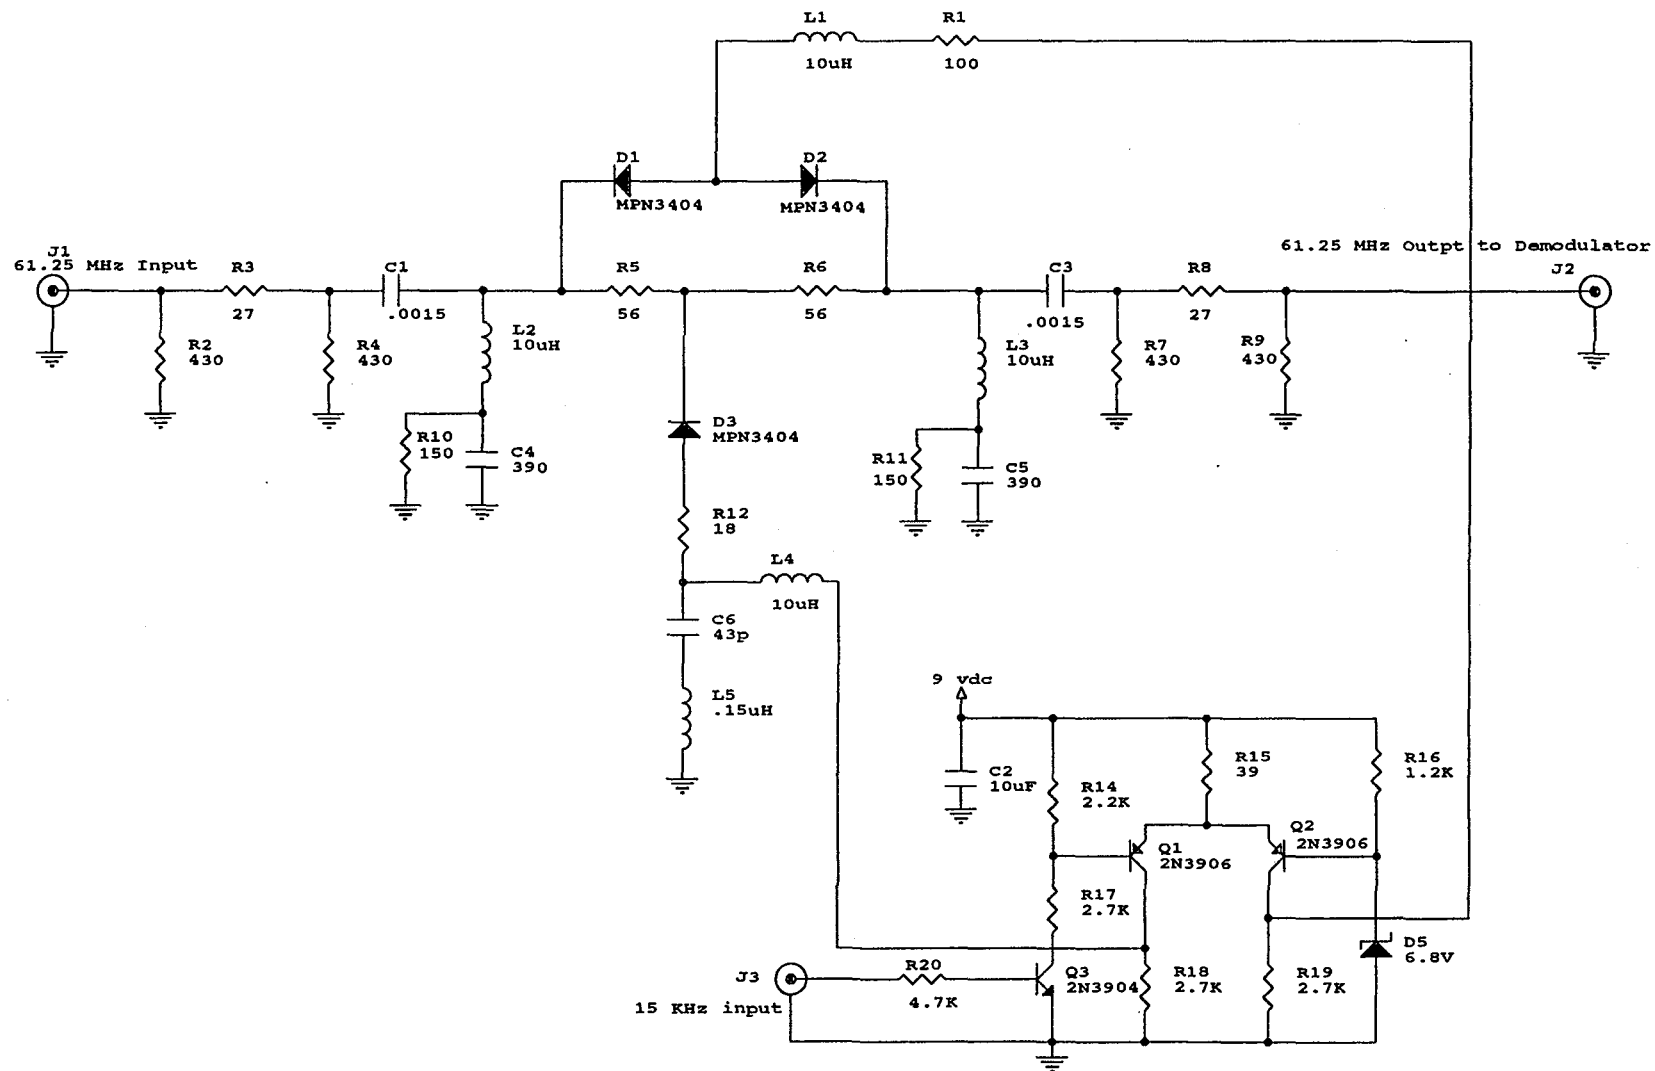 L1
R1
10uH
100
D1
D2
MPN3404
MPN3404
J1
61.25 MHz Input
61.25 MHz Outpt to Demodulator
J2
R3
C1
R5
R6
C3
R8
27
.0015
56
56
.0015
27
R2
430
R4
430
L2
10uH
L3
10uH
R7
430
R9
430
D3
MPN3404
R10
150
C4
390
R11
150
C5
390
R12
18
L4
10uH
C6
43p
L5
.15uH
9 vdc
C2
10uF
R14
2.2K
R15
39
R16
1.2K
Q1
2N3906
Q2
2N3906
R17
2.7K
D5
6.8V
J3
15 KHz input
R20
4.7K
Q3
2N3904
R18
2.7K
R19
2.7K